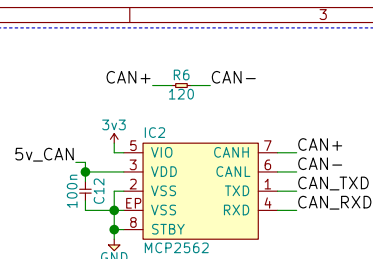 3
CAN+ R6 CAN-
120
3v3
IC2
5v_CAN
5 VIO CANH 7 CAN+
3 VDD CANL 6 CAN-
100n C12
2 VSS TXD 1 CAN_TXD
EP VSS RXD 4 CAN_RXD
8 STBY
MCP2562
GND